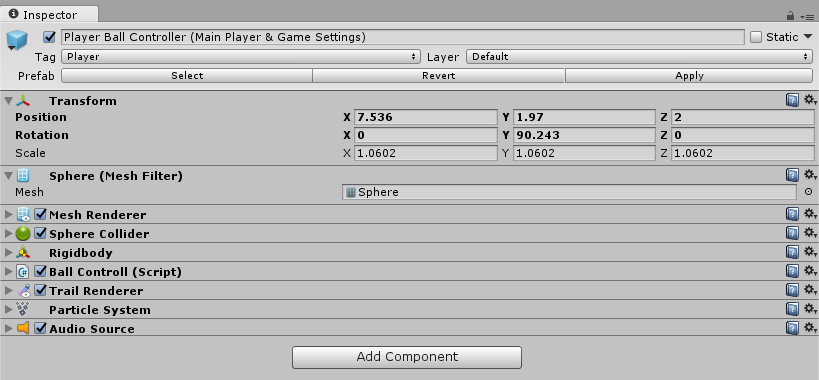 Inspector
Player Ball Controller (Main Player & Game Settings) Static
Tag Player Layer Default
Prefab Select Revert Apply
Transform
Position X 7.536 Y 1.97 Z 2
Rotation X 0 Y 90.243 Z 0
Scale X 1.0602 Y 1.0602 Z 1.0602
Sphere (Mesh Filter)
Mesh Sphere
Mesh Renderer
Sphere Collider
Rigidbody
Ball Controll (Script)
Trail Renderer
Particle System
Audio Source
Add Component